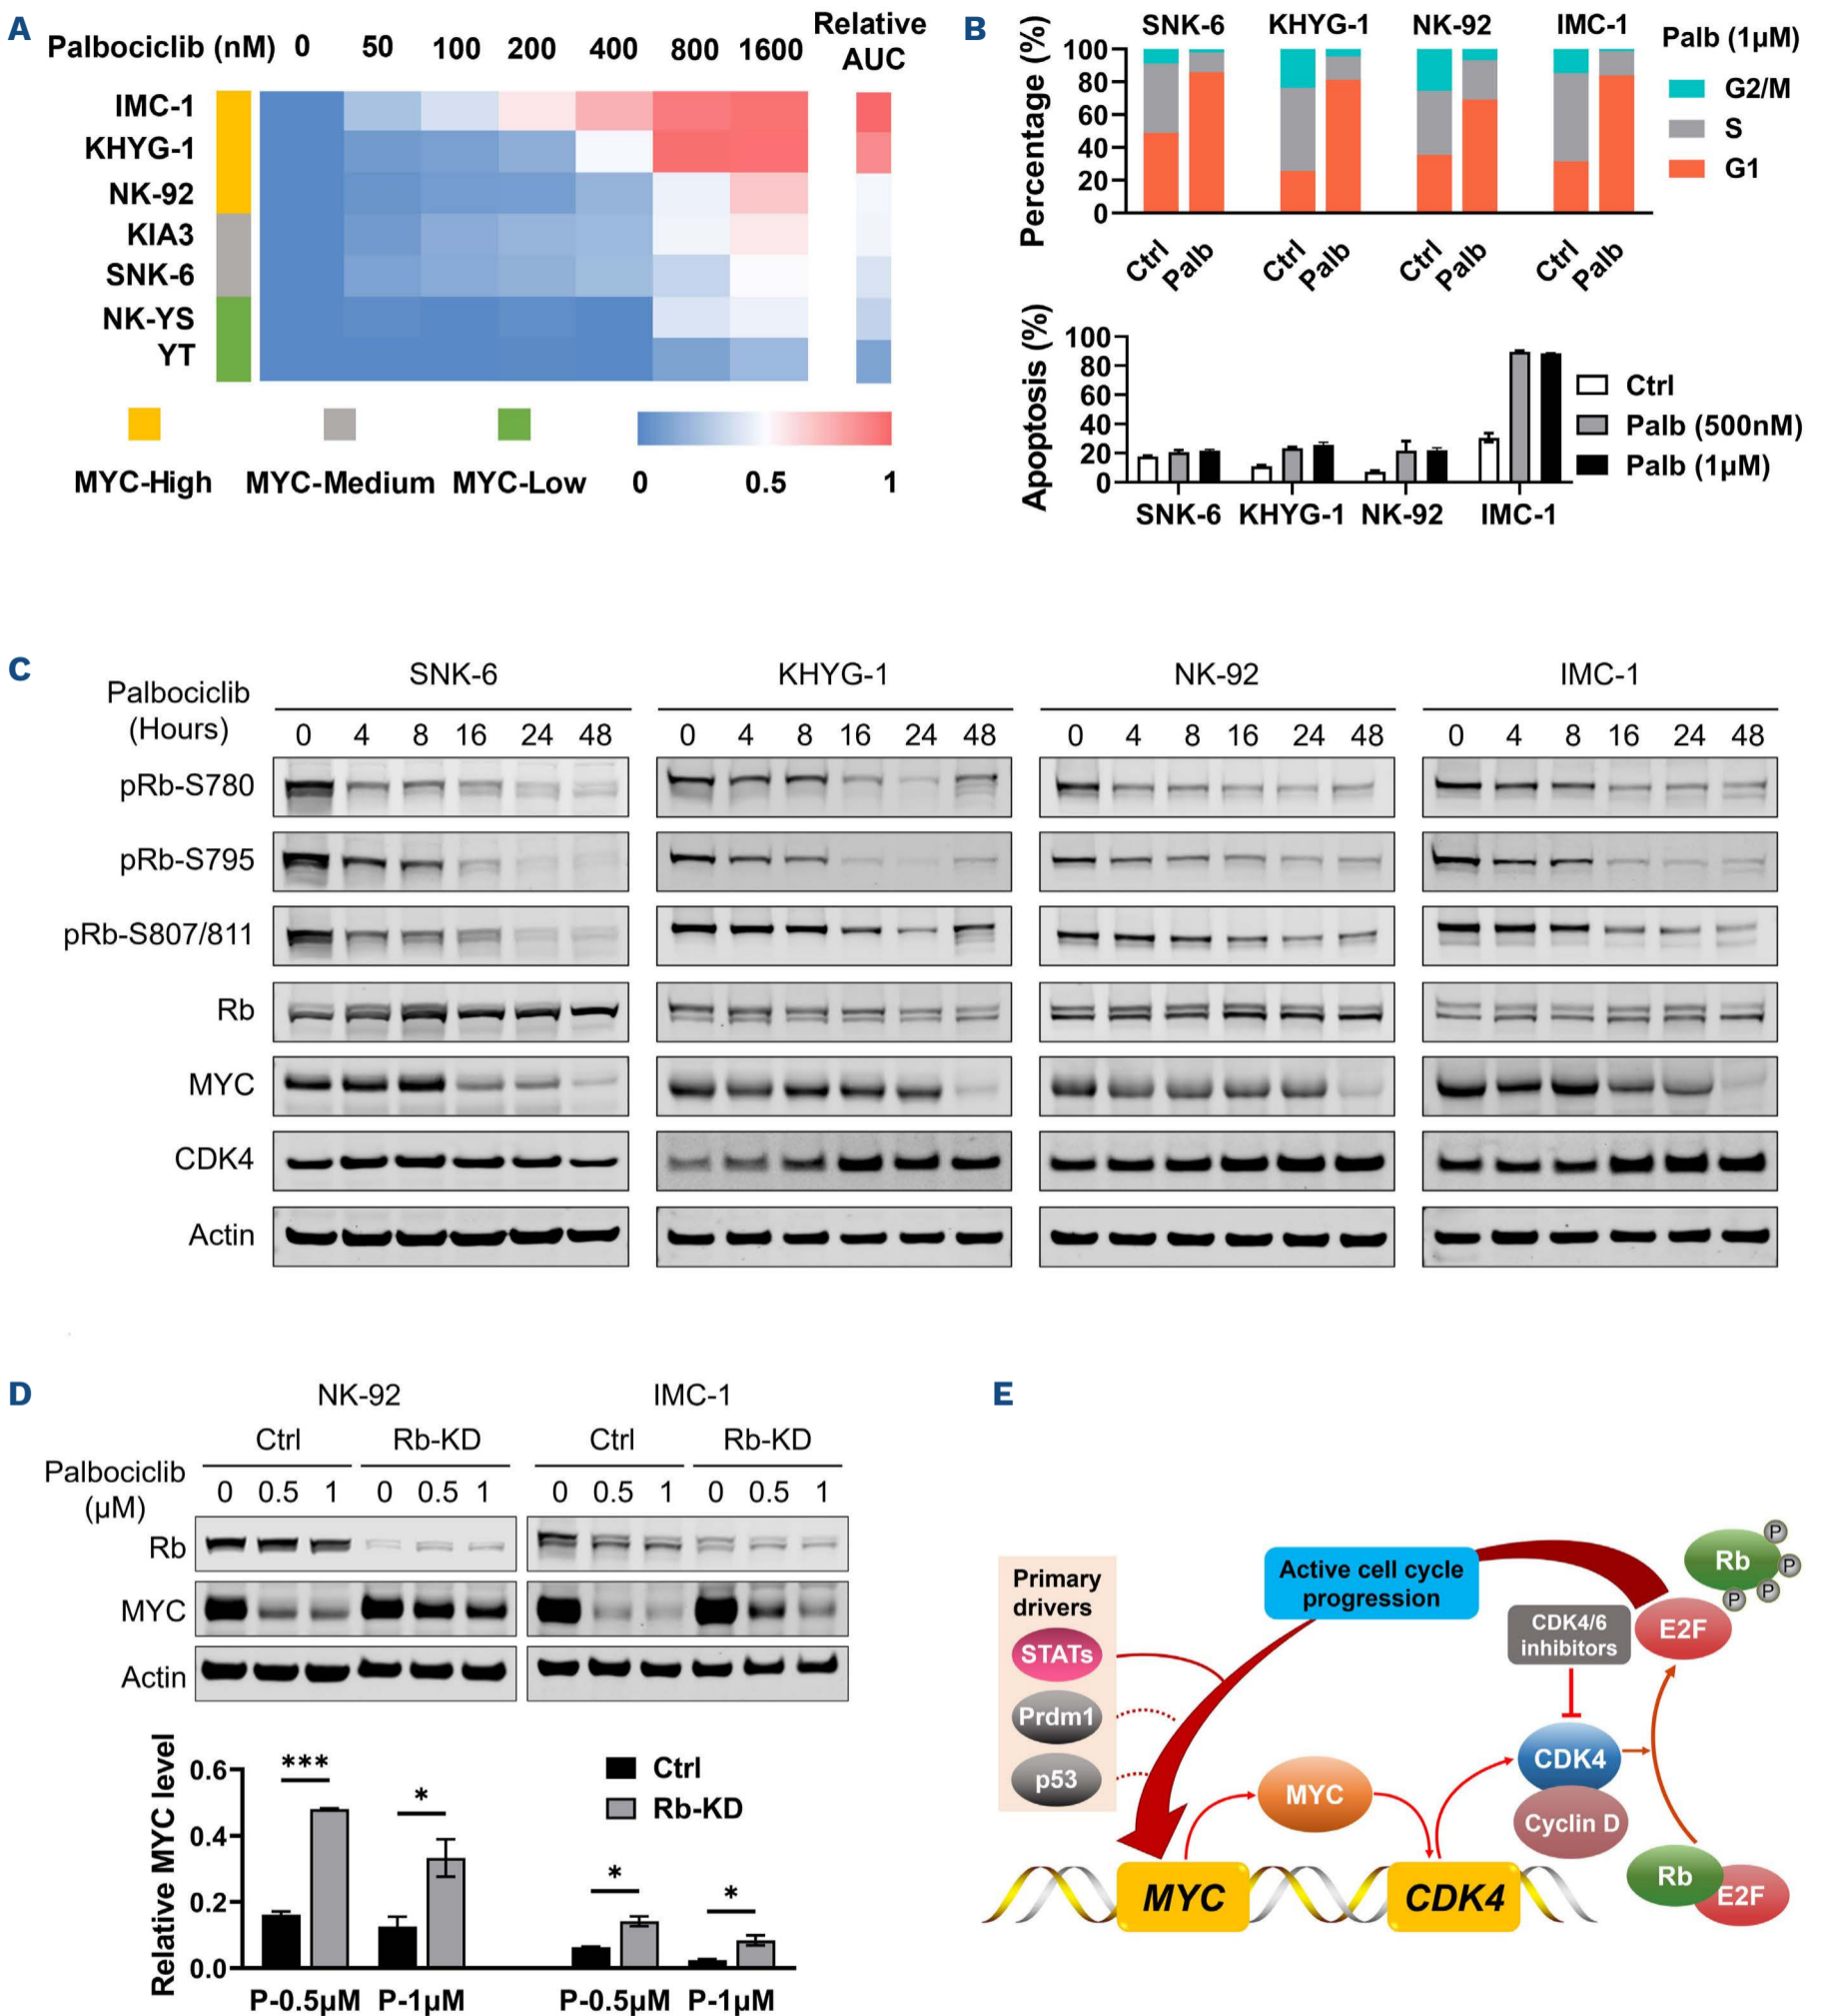 A
Palbociclib (nM) 0 50 100 200 400 800 1600 Relative AUC
IMC-1
KHYG-1
NK-92
KIA3
SNK-6
NK-YS
YT
MYC-High MYC-Medium MYC-Low 0 0.5 1
B
SNK-6 KHYG-1 NK-92 IMC-1
Percentage (%)
100
80
60
40
20
0
Ctrl Palb Ctrl Palb Ctrl Palb Ctrl Palb
Palb (1µM)
G2/M
S
G1
Apoptosis (%)
100
80
60
40
20
0
SNK-6 KHYG-1 NK-92 IMC-1
Ctrl
Palb (500nM)
Palb (1µM)
C
SNK-6 KHYG-1 NK-92 IMC-1
Palbociclib
(Hours)
0 4 8 16 24 48 0 4 8 16 24 48 0 4 8 16 24 48 0 4 8 16 24 48
pRb-S780
pRb-S795
pRb-S807/811
Rb
MYC
CDK4
Actin
D
NK-92 IMC-1
Ctrl Rb-KD Ctrl Rb-KD
Palbociclib
(µM)
0 0.5 1 0 0.5 1 0 0.5 1 0 0.5 1
Rb
MYC
Actin
Relative MYC level
0.6
0.4
0.2
0.0
*** * * *
Ctrl
Rb-KD
P-0.5µM P-1µM P-0.5µM P-1µM
E
Primary
drivers
STATs
Prdm1
p53
Active cell cycle
progression
CDK4/6
inhibitors
Rb
P
P
P
P
E2F
CDK4
Cyclin D
MYC
Rb
E2F
MYC
CDK4